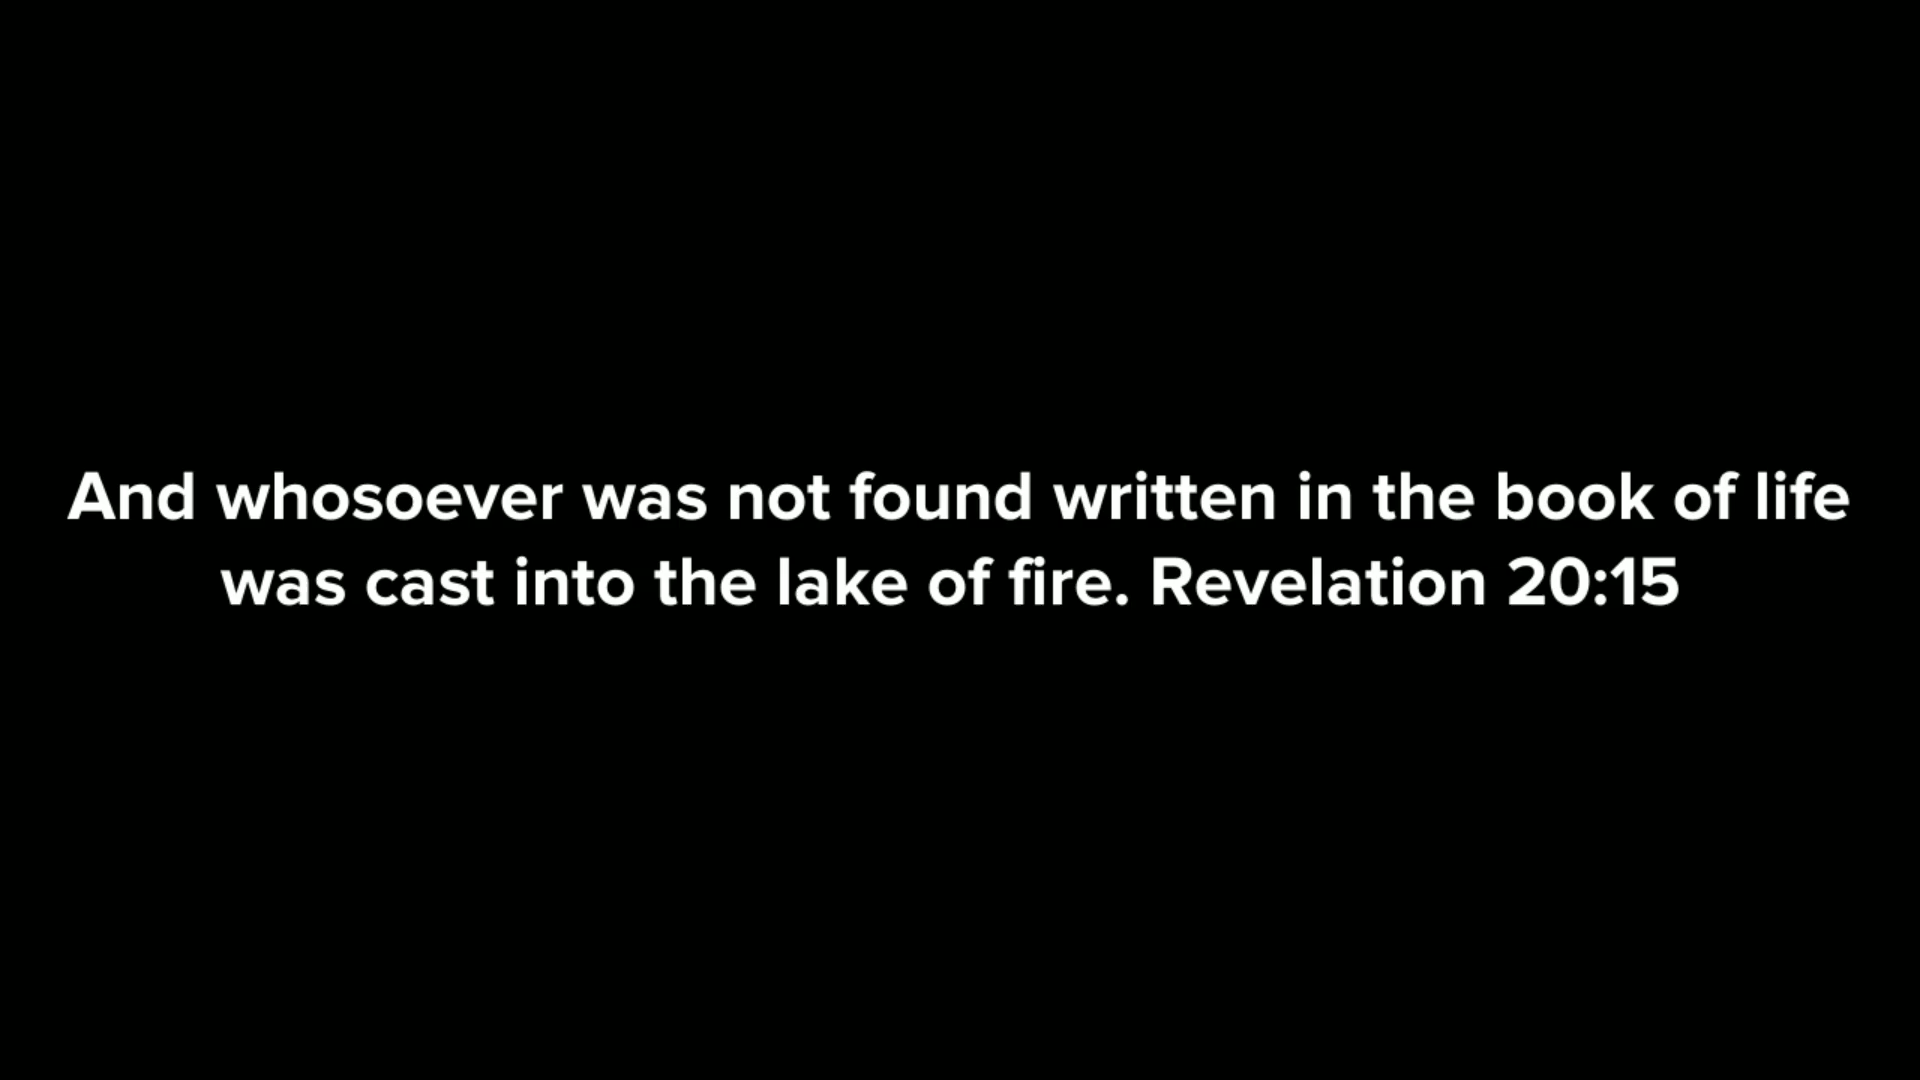 And whosoever was not found written in the book of life
was cast into the lake of fire. Revelation 20:15